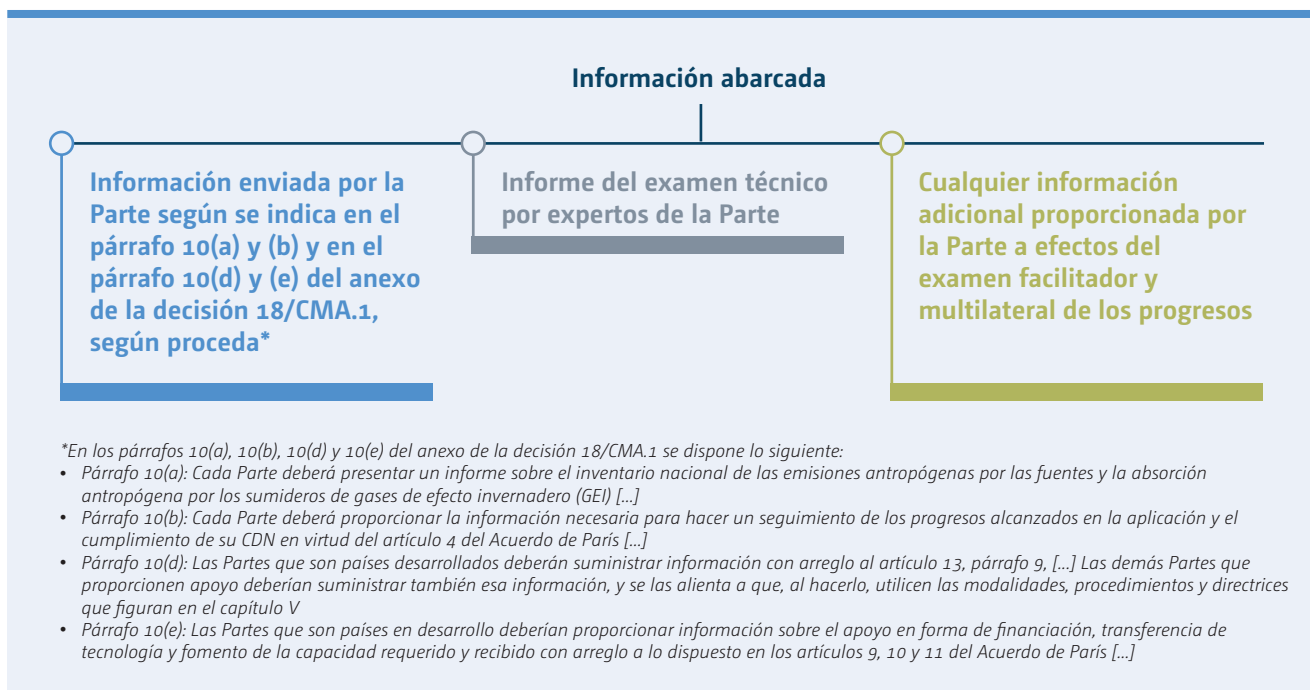 Información abarcada
Información enviada por la
Parte según se indica en el
párrafo 10(a) y (b) y en el
párrafo 10(d) y (e) del anexo
de la decisión 18/CMA.1,
según proceda*
Informe del examen técnico
por expertos de la Parte
Cualquier información
adicional proporcionada por
la Parte a efectos del
examen facilitador y
multilateral de los progresos
*En los párrafos 10(a), 10(b), 10(d) y 10(e) del anexo de la decisión 18/CMA.1 se dispone lo siguiente:
• Párrafo 10(a): Cada Parte deberá presentar un informe sobre el inventario nacional de las emisiones antropógenas por las fuentes y la absorción
antropógena por los sumideros de gases de efecto invernadero (GEI) [...]
• Párrafo 10(b): Cada Parte deberá proporcionar la información necesaria para hacer un seguimiento de los progresos alcanzados en la aplicación y el
cumplimiento de su CDN en virtud del artículo 4 del Acuerdo de París [...]
• Párrafo 10(d): Las Partes que son países desarrollados deberán suministrar información con arreglo al artículo 13, párrafo 9, [...] Las demás Partes que
proporcionen apoyo deberían suministrar también esa información, y se las alienta a que, al hacerlo, utilicen las modalidades, procedimientos y directrices
que figuran en el capítulo V
• Párrafo 10(e): Las Partes que son países en desarrollo deberían proporcionar información sobre el apoyo en forma de financiación, transferencia de
tecnología y fomento de la capacidad requerido y recibido con arreglo a lo dispuesto en los artículos 9, 10 y 11 del Acuerdo de París [...]